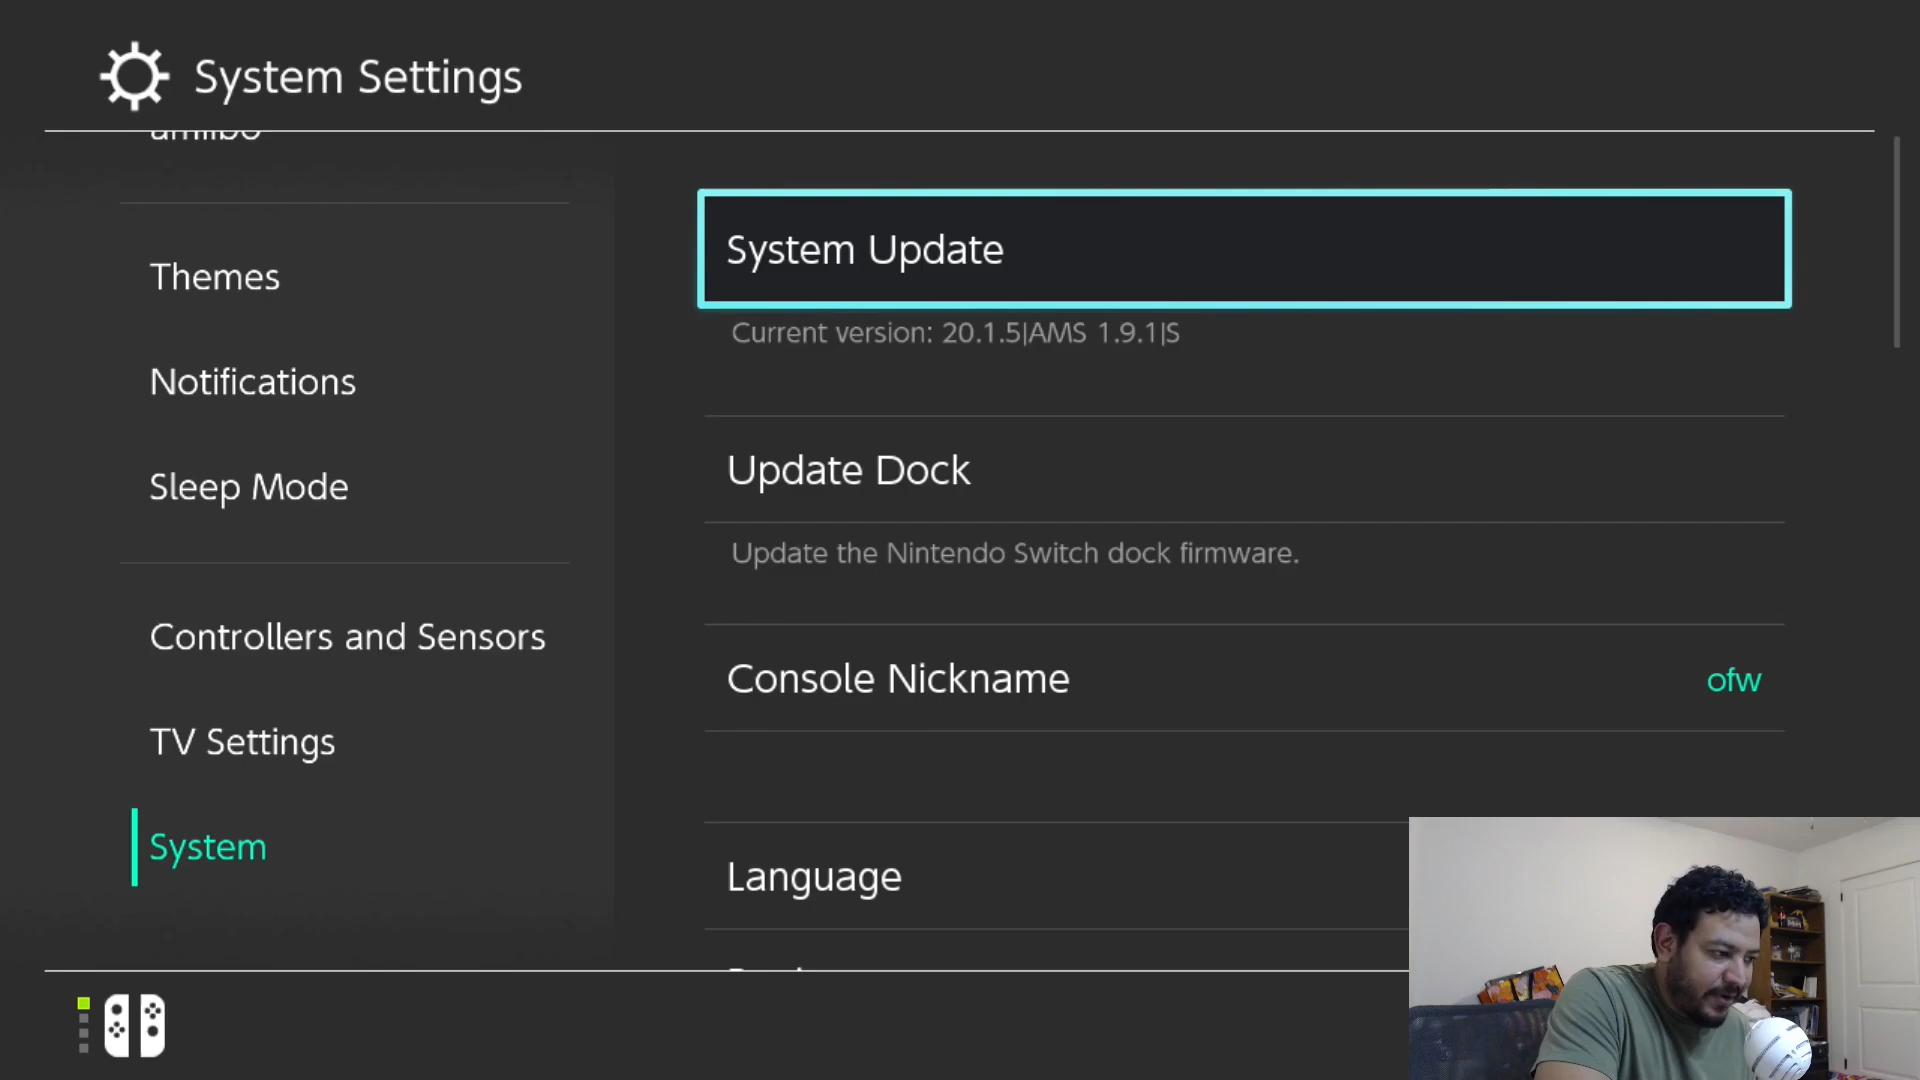 System Settings
amiibo
Themes
Notifications
Sleep Mode
Controllers and Sensors
TV Settings
System
System Update
Current version: 20.1.5|AMS 1.9.1|S
Update Dock
Update the Nintendo Switch dock firmware.
Console Nickname
ofw
Language